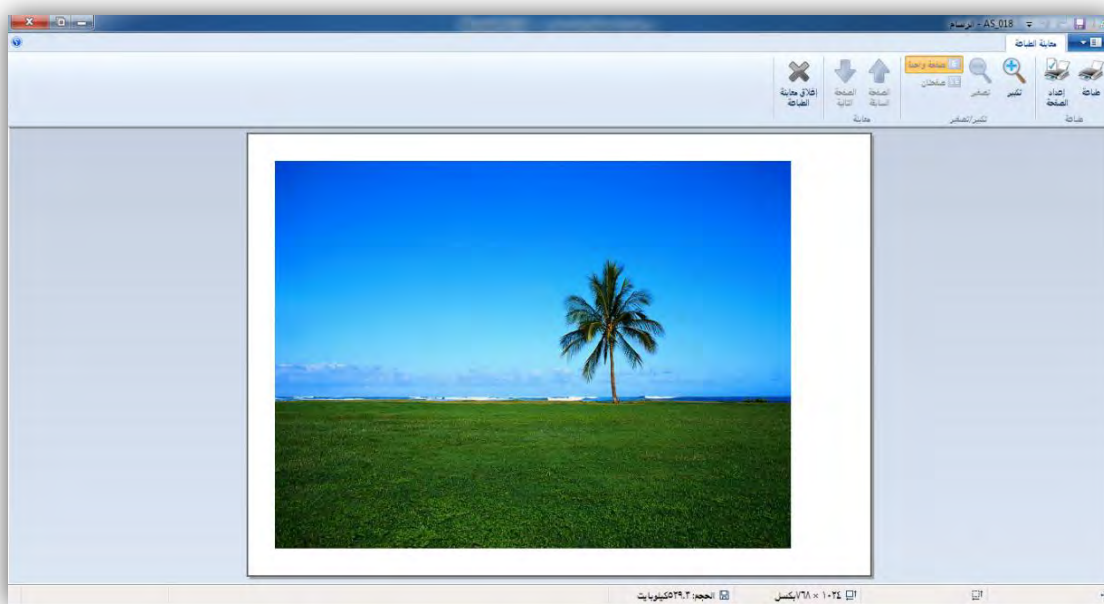 AS_018 - الرسام
معاينة الطباعة
طباعة
إعداد الصفحة
تكبير
تصغير
صفحة واحدة
صفحتان
الصفحة السابقة
الصفحة التالية
إغلاق معاينة الطباعة
طباعة
تكبير/تصغير
معاينة
١٠٢٤ × ٧٦٨بكسل
الحجم: ٥٢٩.٢كيلوبايت